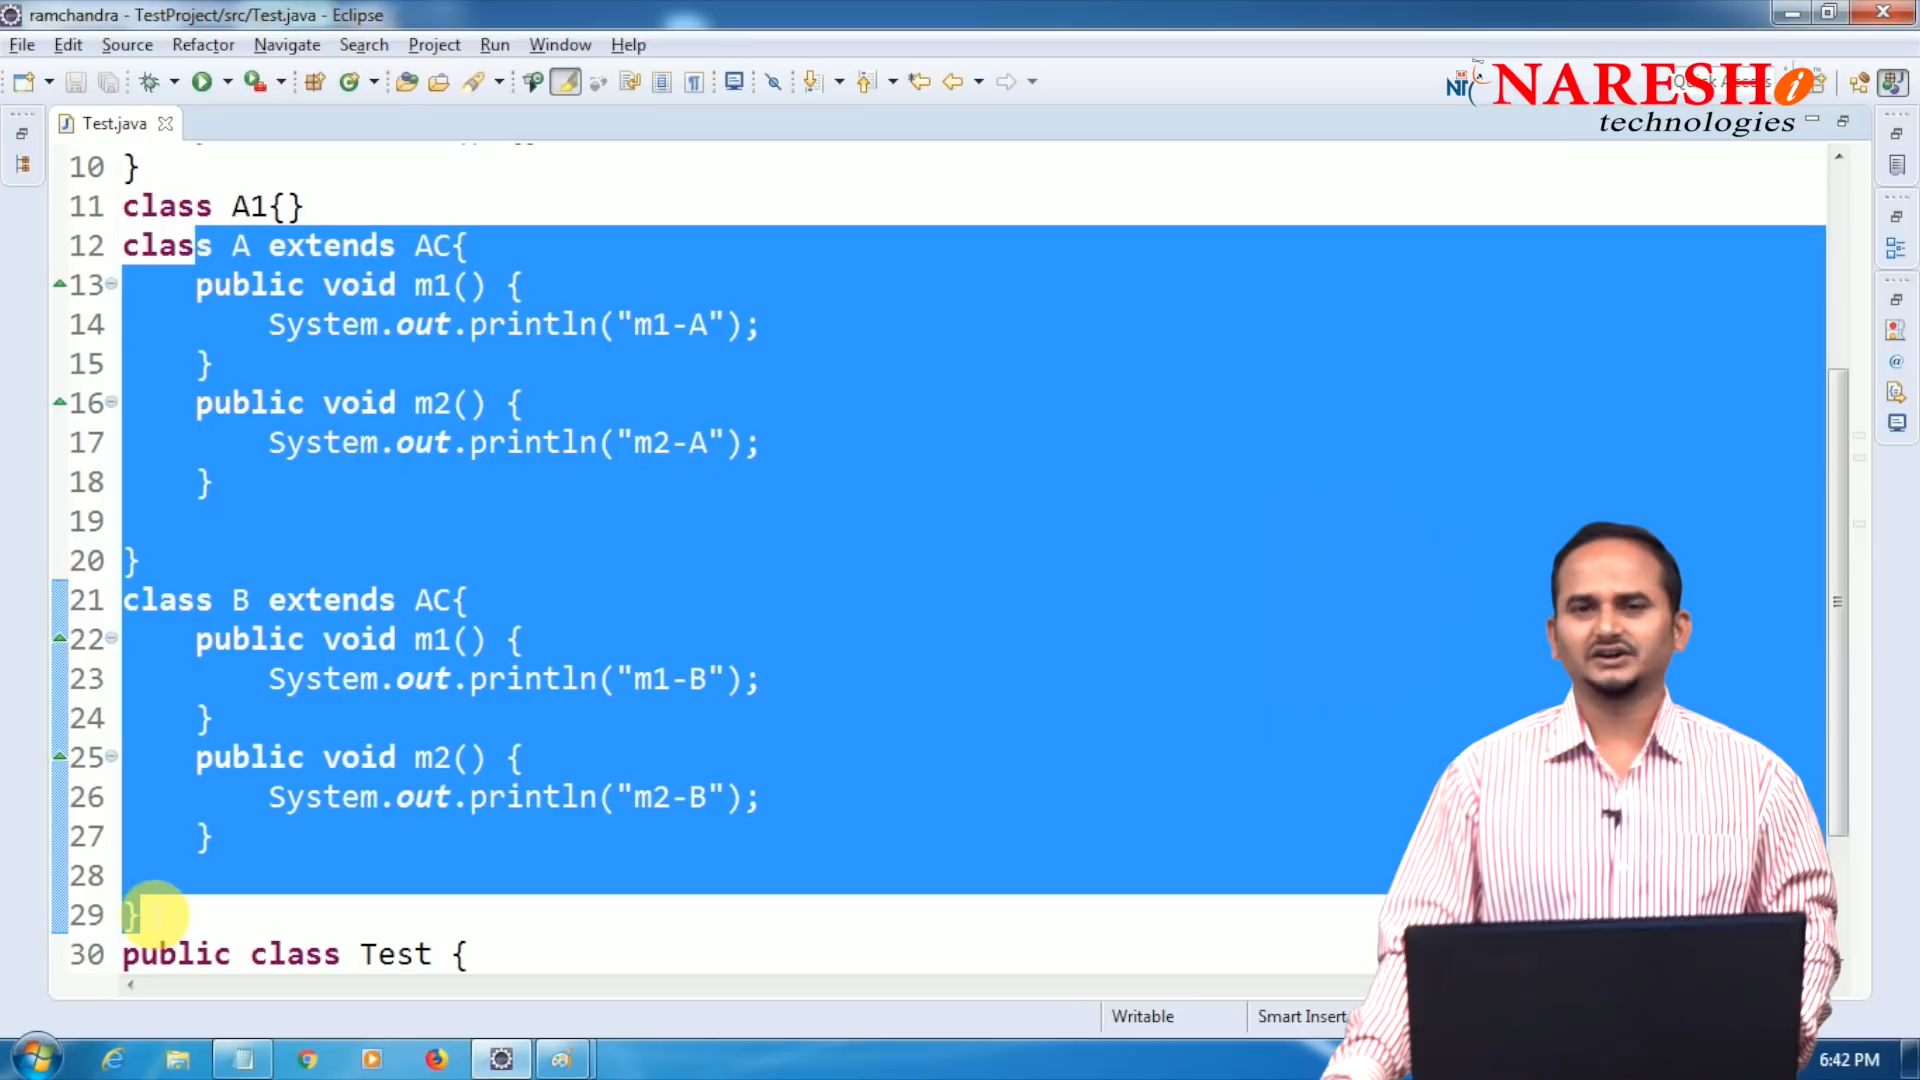 ramchandra - TestProject/src/Test.java - Eclipse
File Edit Source Refactor Navigate Search Project Run Window Help
NT
NARESH i
technologies
Test.java
10 }
11 class A1{}
12 class A extends AC{
13 public void m1() {
14 System.out.println("m1-A");
15 }
16 public void m2() {
17 System.out.println("m2-A");
18 }
19
20 }
21 class B extends AC{
22 public void m1() {
23 System.out.println("m1-B");
24 }
25 public void m2() {
26 System.out.println("m2-B");
27 }
28
29 }
30 public class Test {
Writable Smart Insert
6:42 PM